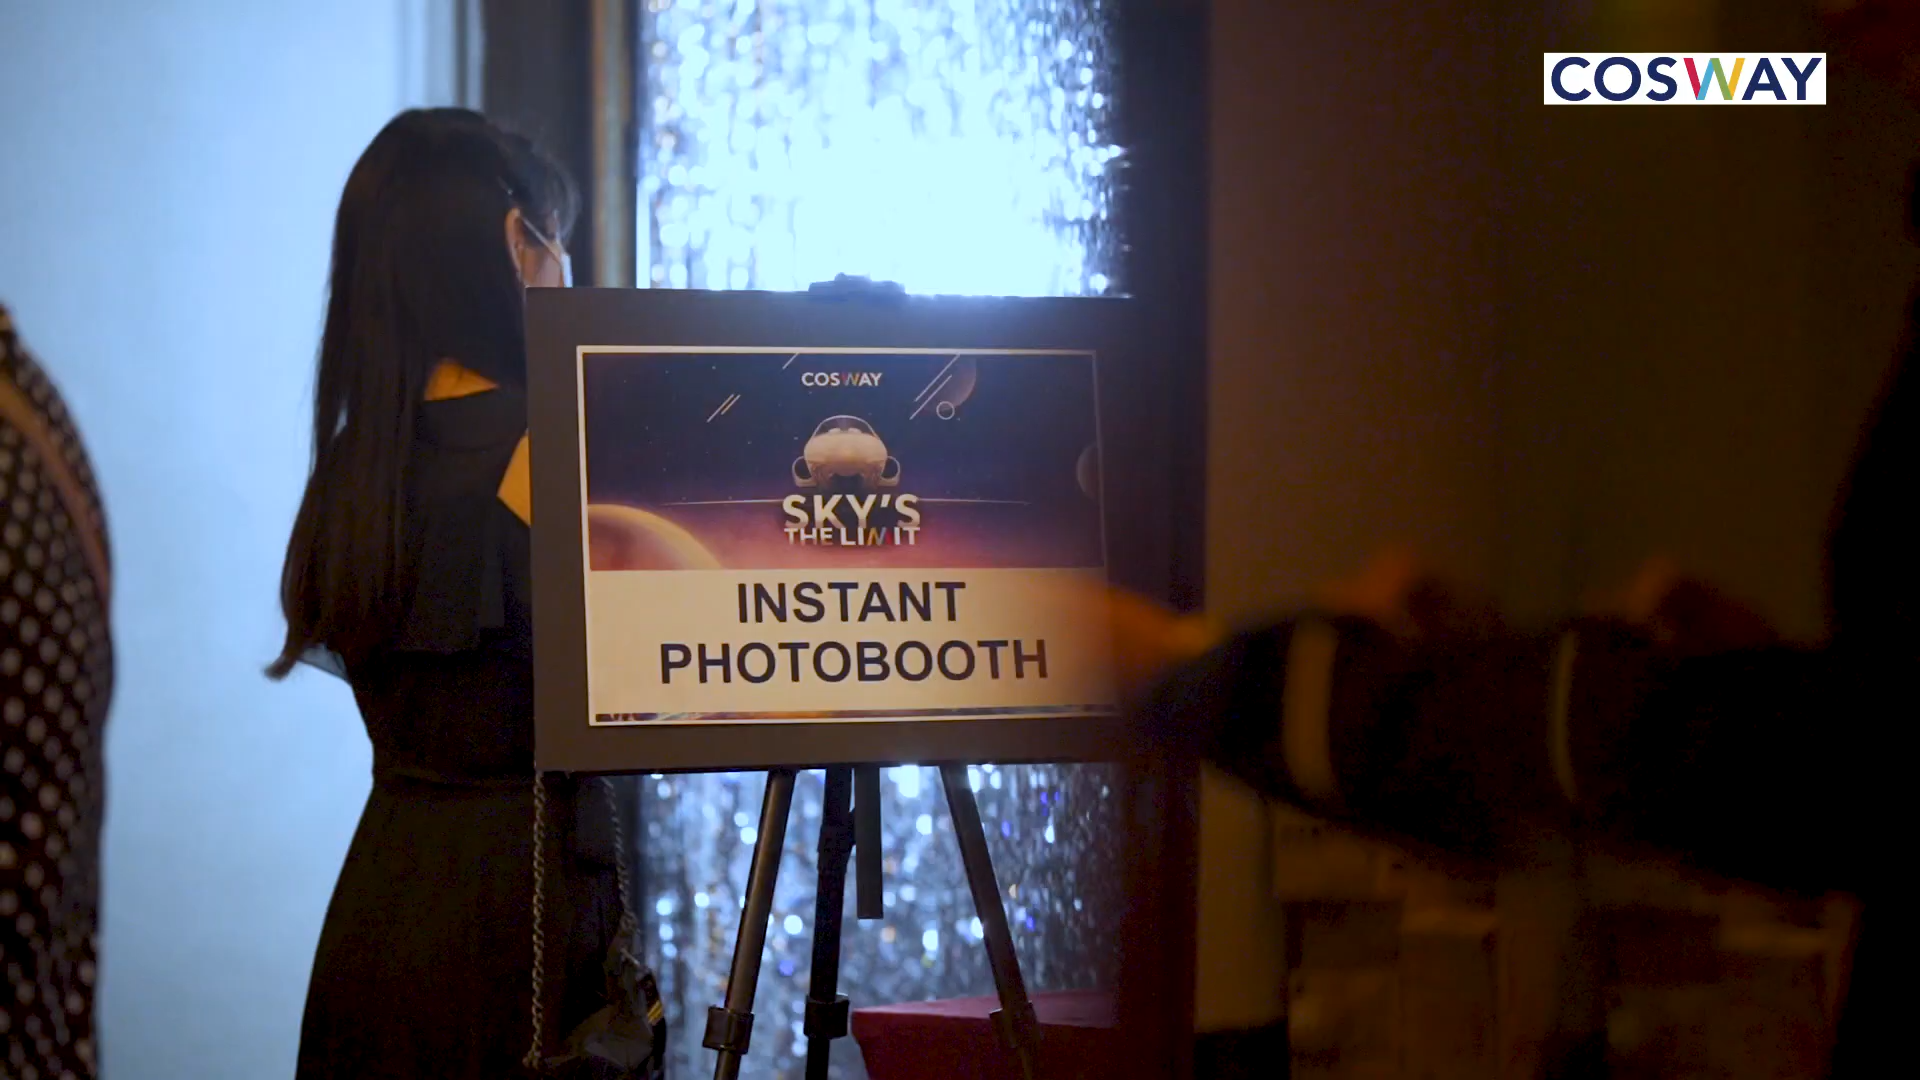 COSWAY
COSWAY
SKY'S
THE LIMIT
INSTANT
PHOTOBOOTH